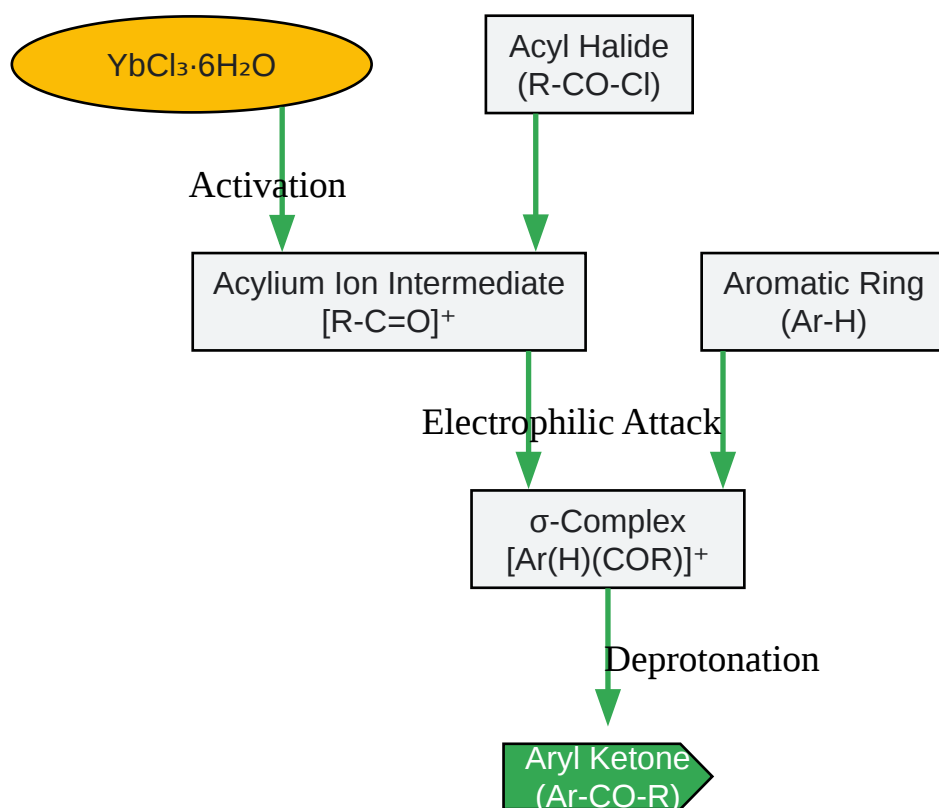 YbCl₃·6H₂O
Acyl Halide
(R-CO-Cl)
Activation
Acylium Ion Intermediate
[R-C=O]⁺
Aromatic Ring
(Ar-H)
Electrophilic Attack
σ-Complex
[Ar(H)(COR)]⁺
Deprotonation
Aryl Ketone
(Ar-CO-R)